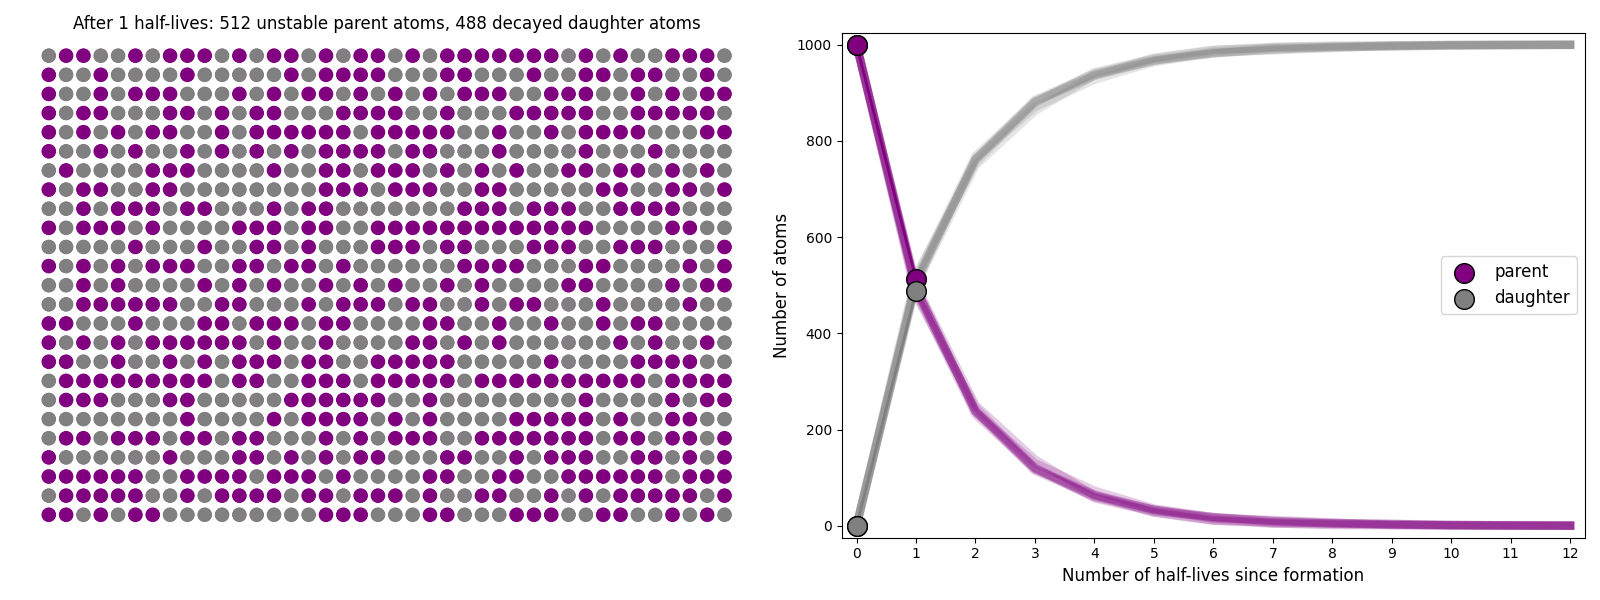 After 1 half-lives: 512 unstable parent atoms, 488 decayed daughter atoms
1000
800
600
400
200
0
Number of atoms
parent
daughter
0 1 2 3 4 5 6 7 8 9 10 11 12
Number of half-lives since formation